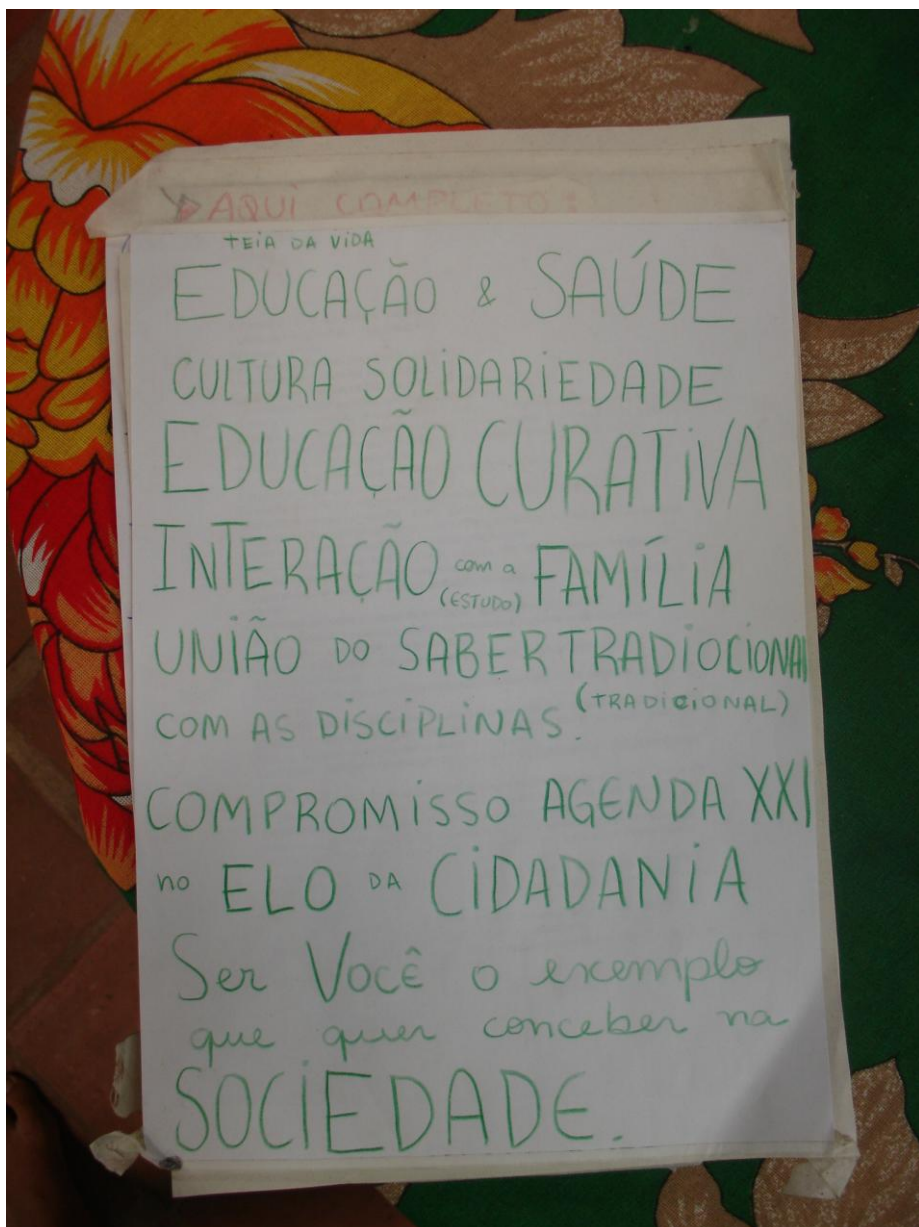 AQUI COMPLETO:
TEIA DA VIDA
EDUCAÇÃO & SAÚDE
CULTURA SOLIDARIEDADE
EDUCAÇÃO CURATIVA
INTERAÇÃO com a (ESTUDO) FAMÍLIA
UNIÃO DO SABER TRADIOCIONAL
COM AS DISCIPLINAS. (TRADICIONAL)
COMPROMISSO AGENDA XXI
no ELO DA CIDADANIA
Ser Você o exemplo
que quer conceber na
SOCIEDADE.